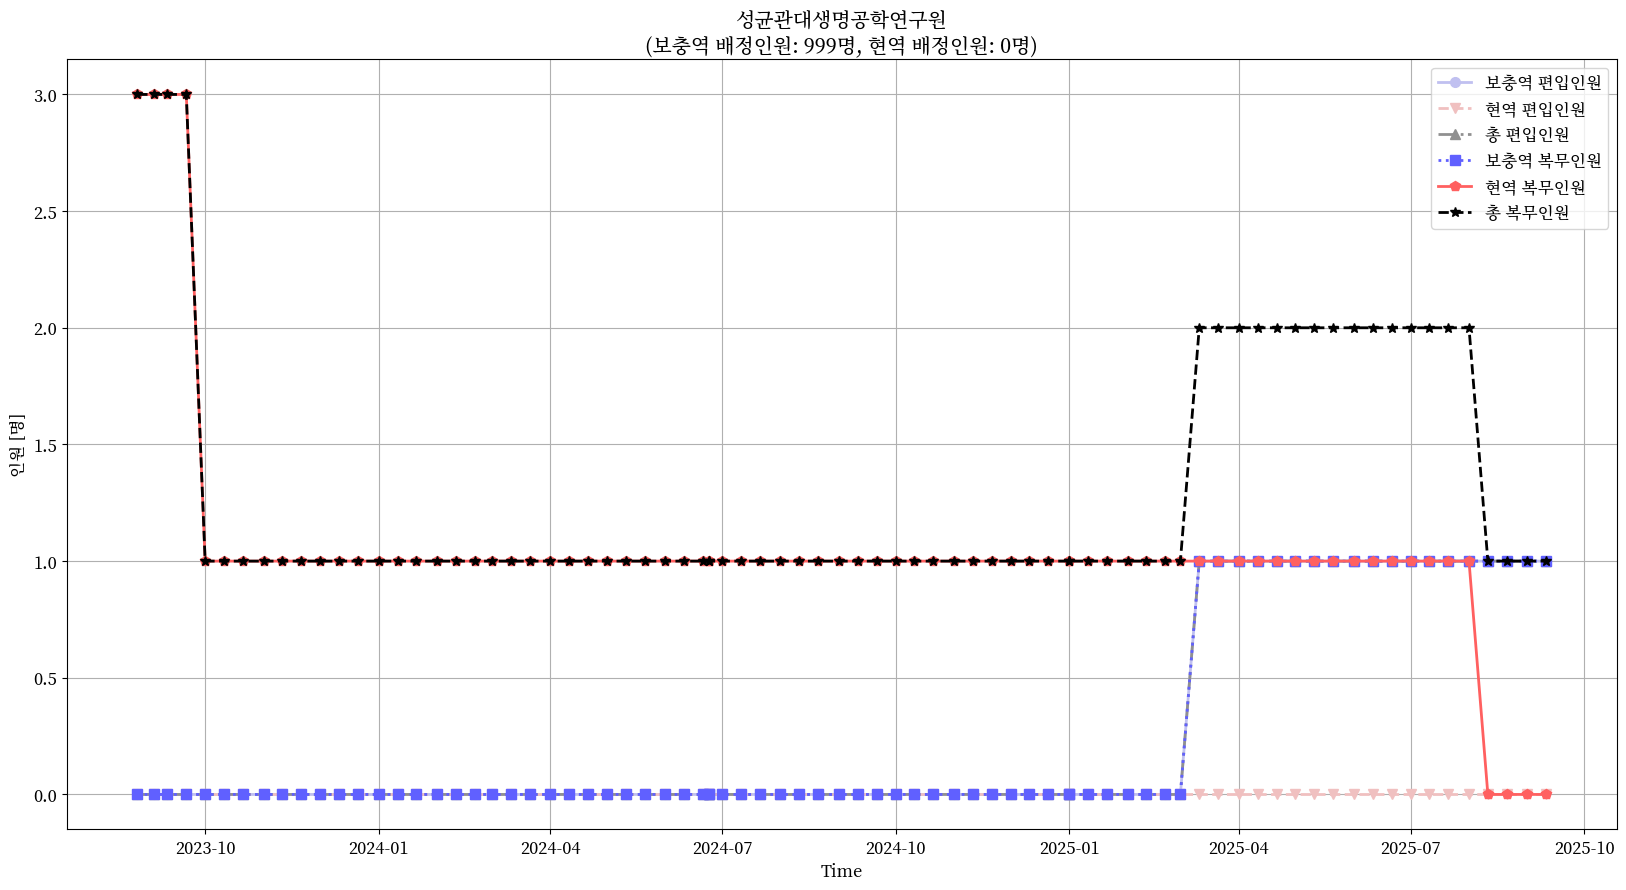 성균관대생명공학연구원
(보충역 배정인원: 999명, 현역 배정인원: 0명)
보충역 편입인원
현역 편입인원
총 편입인원
보충역 복무인원
현역 복무인원
총 복무인원
인원 [명]
3.0
2.5
2.0
1.5
1.0
0.5
0.0
2023-10
2024-01
2024-04
2024-07
2024-10
2025-01
2025-04
2025-07
2025-10
Time